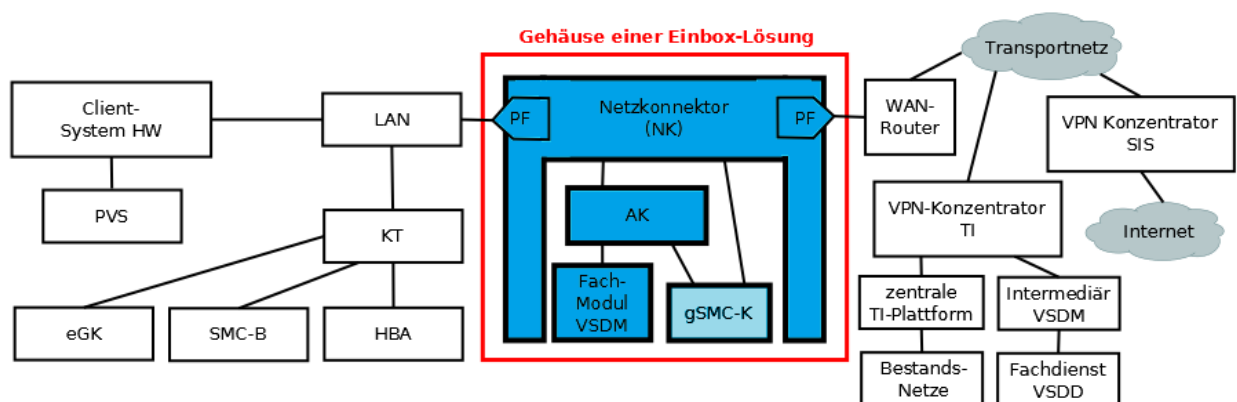 Gehäuse einer Einbox-Lösung
Client-
System HW
PVS
LAN
KT
eGK
SMC-B
HBA
PF
Netzkonnektor
(NK)
PF
AK
Fach-
Modul
VSDM
gSMC-K
WAN-
Router
Transportnetz
VPN Konzentrator
SIS
Internet
VPN-Konzentrator
TI
zentrale
TI-Plattform
Intermediär
VSDM
Bestands-
Netze
Fachdienst
VSDD